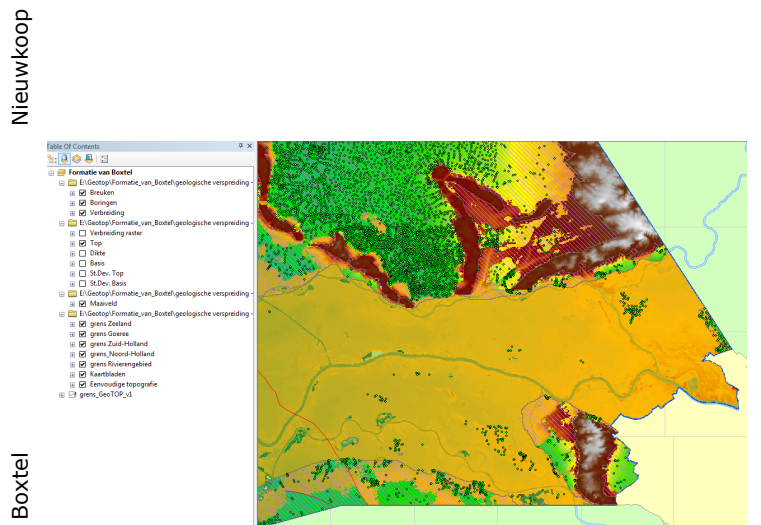 Nieuwkoop
Boxtel
Table Of Contents
Formatie van Boxtel
E:\Geotop\Formatie_van_Boxtel\geologische verspreiding -
Breuken
Boringen
Verbreiding
E:\Geotop\Formatie_van_Boxtel\geologische verspreiding -
Verbreiding raster
Top
Dikte
Basis
St.Dev. Top
St.Dev. Basis
E:\Geotop\Formatie_van_Boxtel\geologische verspreiding -
Maaiveld
E:\Geotop\Formatie_van_Boxtel\geologische verspreiding -
grens Zeeland
grens Goeree
grens Zuid-Holland
grens_Noord-Holland
grens Rivierengebied
Kaartbladen
Eenvoudige topografie
grens_GeoTOP_v1